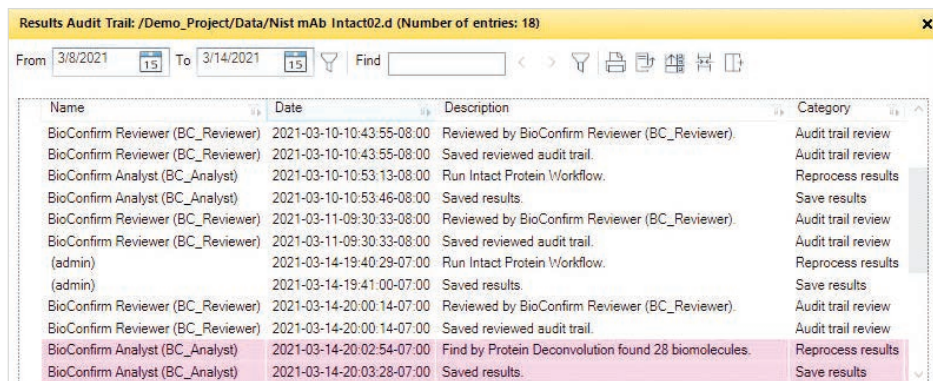 Results Audit Trail: /Demo_Project/Data/Nist mAb Intact02.d (Number of entries: 18)
From 3/8/2021 15 To 3/14/2021 15 Find
Name Date Description Category
BioConfirm Reviewer (BC_Reviewer) 2021-03-10-10:43:55-08:00 Reviewed by BioConfirm Reviewer (BC_Reviewer). Audit trail review
BioConfirm Reviewer (BC_Reviewer) 2021-03-10-10:43:55-08:00 Saved reviewed audit trail. Audit trail review
BioConfirm Analyst (BC_Analyst) 2021-03-10-10:53:13-08:00 Run Intact Protein Workflow. Reprocess results
BioConfirm Analyst (BC_Analyst) 2021-03-10-10:53:46-08:00 Saved results. Save results
BioConfirm Reviewer (BC_Reviewer) 2021-03-11-09:30:33-08:00 Reviewed by BioConfirm Reviewer (BC_Reviewer). Audit trail review
BioConfirm Reviewer (BC_Reviewer) 2021-03-11-09:30:33-08:00 Saved reviewed audit trail. Audit trail review
(admin) 2021-03-14-19:40:29-07:00 Run Intact Protein Workflow. Reprocess results
(admin) 2021-03-14-19:41:00-07:00 Saved results. Save results
BioConfirm Reviewer (BC_Reviewer) 2021-03-14-20:00:14-07:00 Reviewed by BioConfirm Reviewer (BC_Reviewer). Audit trail review
BioConfirm Reviewer (BC_Reviewer) 2021-03-14-20:00:14-07:00 Saved reviewed audit trail. Audit trail review
BioConfirm Analyst (BC_Analyst) 2021-03-14-20:02:54-07:00 Find by Protein Deconvolution found 28 biomolecules. Reprocess results
BioConfirm Analyst (BC_Analyst) 2021-03-14-20:03:28-07:00 Saved results. Save results